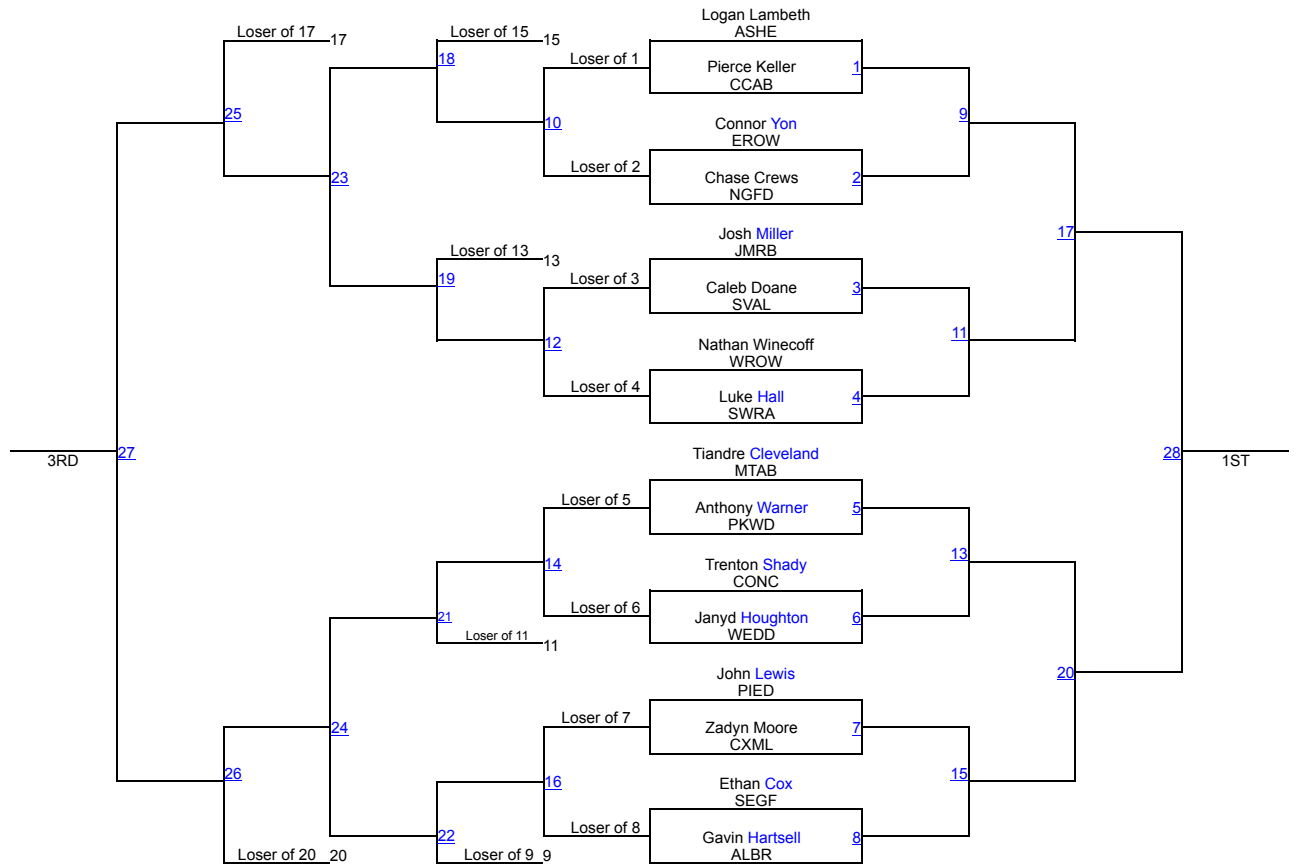 Logan Lambeth
ASHE
Loser of 17 17
Loser of 15 15
18
Loser of 1
Pierce Keller 1
CCAB
25
10
Connor Yon
EROW
9
Loser of 2
23
Chase Crews 2
NGFD
Josh Miller
JMRB
17
Loser of 13 13
19
Loser of 3
Caleb Doane 3
SVAL
12
11
Nathan Winecoff
WROW
Loser of 4
Luke Hall 4
SWRA
3RD
27
Tiandre Cleveland
MTAB
28
1ST
Loser of 5
Anthony Warner 5
PKWD
14
13
Trenton Shady
CONC
21
Loser of 6
Janyd Houghton 6
WEDD
Loser of 11 11
John Lewis
PIED
20
24
Loser of 7
Zadyn Moore 7
CXML
26
16
15
Ethan Cox
SEGF
22
Loser of 8
Gavin Hartsell 8
ALBR
Loser of 20 20
Loser of 9 9